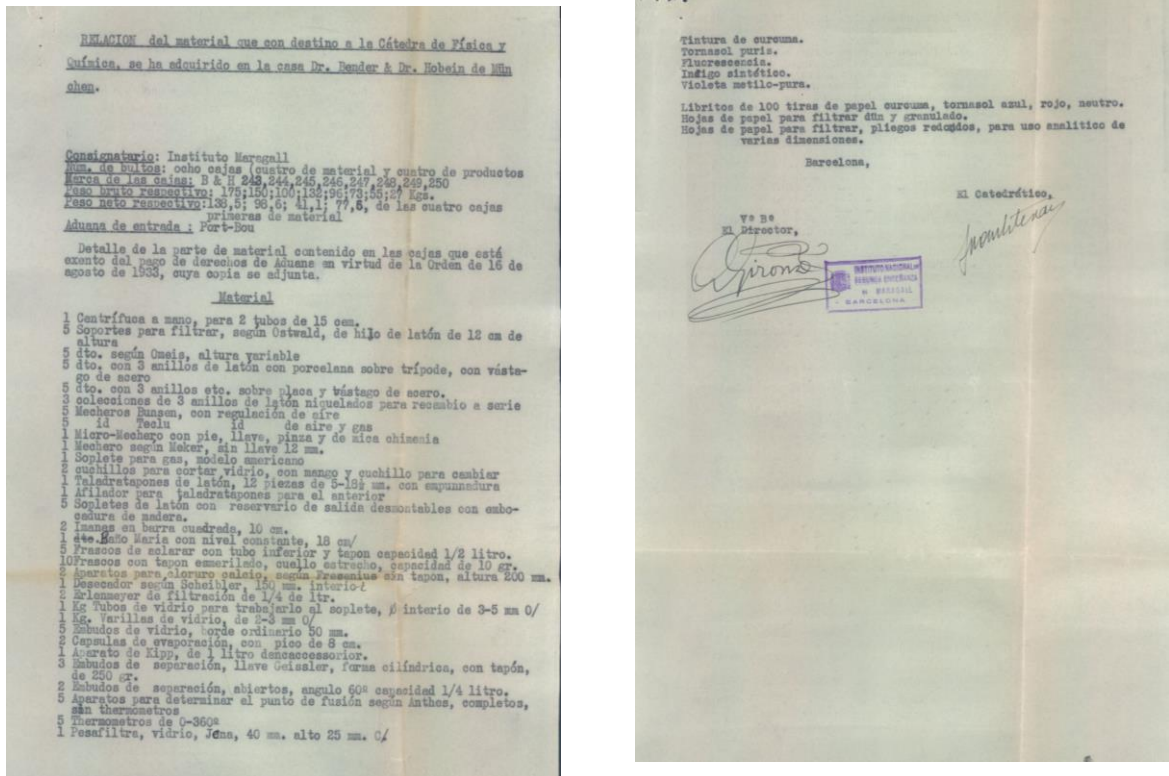 RELACION del material que con destino a la Cátedra de Física y
Química, se ha adquirido en la casa Dr. Bender & Dr. Hobein de Mün
chen.
Consignatario: Instituto Maragall
Num. de bultos: ocho cajas (cuatro de material y cuatro de productos
Marca de las cajas: B & H 243,244,245,246,247,248,249,250
Peso bruto respectivo: 175;150;100;132;96;73;55;27 Kgs.
Peso neto respectivo:138,5; 98,6; 41,1; 77,5, de las cuatro cajas
primeras de material
Aduana de entrada : Port-Bou
Detalle de la parte de material contenido en las cajas que está
exento del pago de derechos de Aduana en virtud de la Orden de 16 de
agosto de 1933, cuya copia se adjunta.
Material
1 Centrífuca a mano, para 2 tubos de 15 ccm.
5 Soportes para filtrar, según Ostwald, de hilo de latón de 12 cm de
altura
5 dto. según Omeis, altura variable
5 dto. con 3 anillos de latón con porcelana sobre trípode, con vásta-
go de acero
5 dto. con 3 anillos etc. sobre placa y vástago de acero.
3 colecciones de 3 anillos de latón niquelados para recambio a serie
5 Mecheros Bunsen, con regulación de aire
5 id Teclu id de aire y gas
1 Micro-Mechero con pie, llave, pinza y de mica chimenia
1 Mechero según Meker, sin llave 12 mm.
1 Soplete para gas, modelo americano
2 cuchillos para cortar vidrio, con mango y cuchillo para cambiar
1 Taladratapones de latón, 12 piezas de 5-18½ mm. con empunnadura
1 Afilador para taladratapones para el anterior
5 Sopletes de latón con reservario de salida desmontables con embo-
cadura de madera.
2 Imanes en barra cuadrada, 10 cm.
1 dto. Baño Maria con nivel constante, 18 cm/
5 Frascos de aclarar con tubo inferior y tapon capacidad 1/2 litro.
10Frascos con tapon esmerilado, cuello estrecho, capacidad de 10 gr.
2 Aparatos para cloruro calcio, según Fresenius con tapon, altura 200 mm.
1 Desecador según Scheibler, 150 mm. interio
2 Erlenmeyer de filtración de 1/4 de ltr.
1 Kg Tubos de vidrio para trabajarlo al soplete, interio de 3-5 mm O/
1 Kg. Varillas de vidrio, de 2-3 mm O/
5 Embudos de vidrio, borde ordinario 50 mm.
2 Capsulas de evaporación, con pico de 8 cm.
1 Aparato de Kipp, de 1 litro dencaccessorior.
3 Embudos de separación, llave Geissler, forma cilíndrica, con tapón,
de 250 gr.
2 Embudos de separación, abiertos, angulo 60º capacidad 1/4 litro.
5 Aparatos para determinar el punto de fusión según Anthes, completos,
sin thermometros
5 Thermometros de 0-360º
1 Pesafiltra, vidrio, Jena, 40 mm. alto 25 mm. O/
Tintura de curcuma.
Tornasol puris.
Fluorescencia.
Indigo sintético.
Violeta metilo-pura.
Libritos de 100 tiras de papel curcuma, tornasol azul, rojo, neutro.
Hojas de papel para filtrar dün y granulado.
Hojas de papel para filtrar, pliegos redondos, para uso analitico de
varias dimensiones.
Barcelona,
El Catedrático,
Vº Bº
El Director,
INSTITUTO NACIONAL DE
SEGUNDA ENSEÑANZA
MARAGALL
BARCELONA